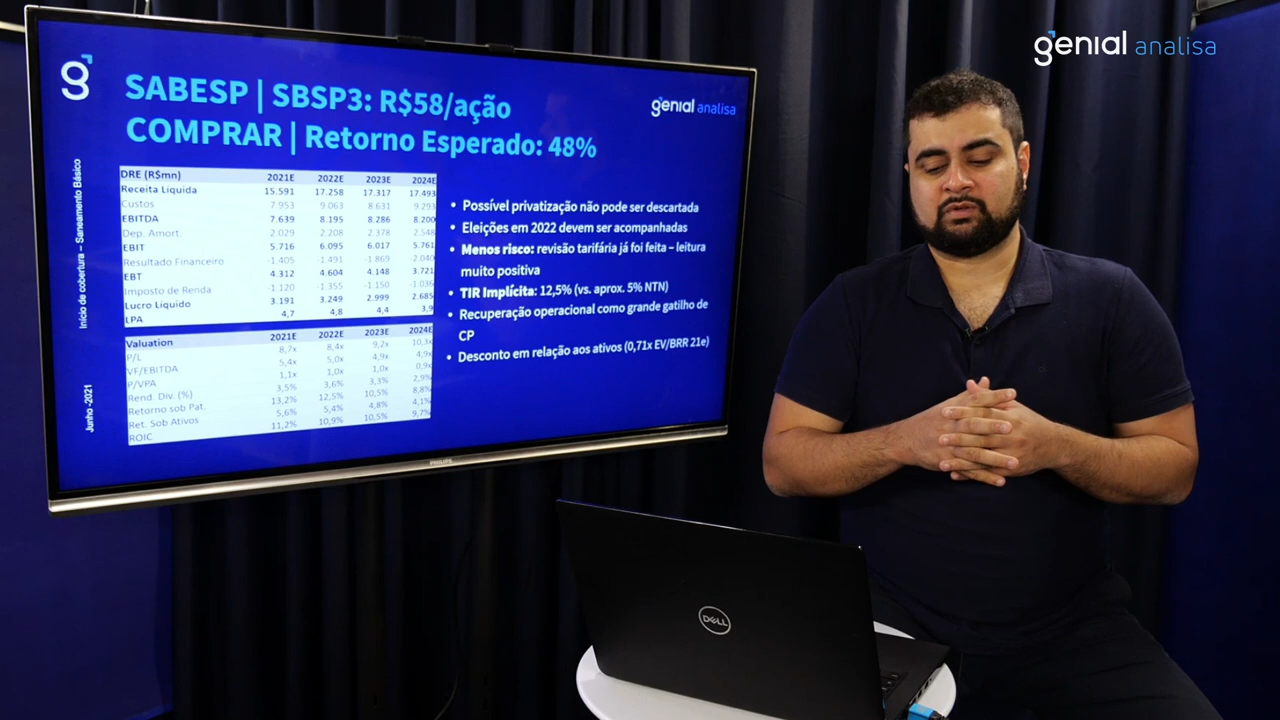 genial analisa
g
SABESP | SBSP3: R$58/ação
COMPRAR | Retorno Esperado: 48%
genial analisa
Início de cobertura – Saneamento Básico
Junho -2021
DRE (R$mn) 2021E 2022E 2023E 2024E
Receita Líquida 15.591 17.258 17.317 17.493
Custos 7.953 9.063 8.631 9.293
EBITDA 7.639 8.195 8.286 8.200
Dep. Amort. 2.029 2.208 2.378 2.548
EBIT 5.716 6.095 6.017 5.761
Resultado Financeiro -1.405 -1.491 -1.869 -2.040
EBT 4.312 4.604 4.148 3.721
Imposto de Renda -1.120 -1.355 -1.150 -1.036
Lucro Líquido 3.191 3.249 2.999 2.685
LPA 4,7 4,8 4,4 3,9
Valuation 2021E 2022E 2023E 2024E
P/L 8,7x 8,4x 9,2x 10,3x
VF/EBITDA 5,4x 5,0x 4,9x 4,9x
P/VPA 1,1x 1,0x 1,0x 0,9x
Rend. Div. (%) 3,5% 3,6% 3,3% 2,9%
Retorno sob Pat. 13,2% 12,5% 10,5% 8,8%
Ret. Sob Ativos 5,6% 5,4% 4,8% 4,1%
ROIC 11,2% 10,9% 10,5% 9,7%
• Possível privatização não pode ser descartada
• Eleições em 2022 devem ser acompanhadas
• Menos risco: revisão tarifária já foi feita – leitura
muito positiva
• TIR Implícita: 12,5% (vs. aprox. 5% NTN)
• Recuperação operacional como grande gatilho de
CP
• Desconto em relação aos ativos (0,71x EV/BRR 21e)
PHILIPS
DELL